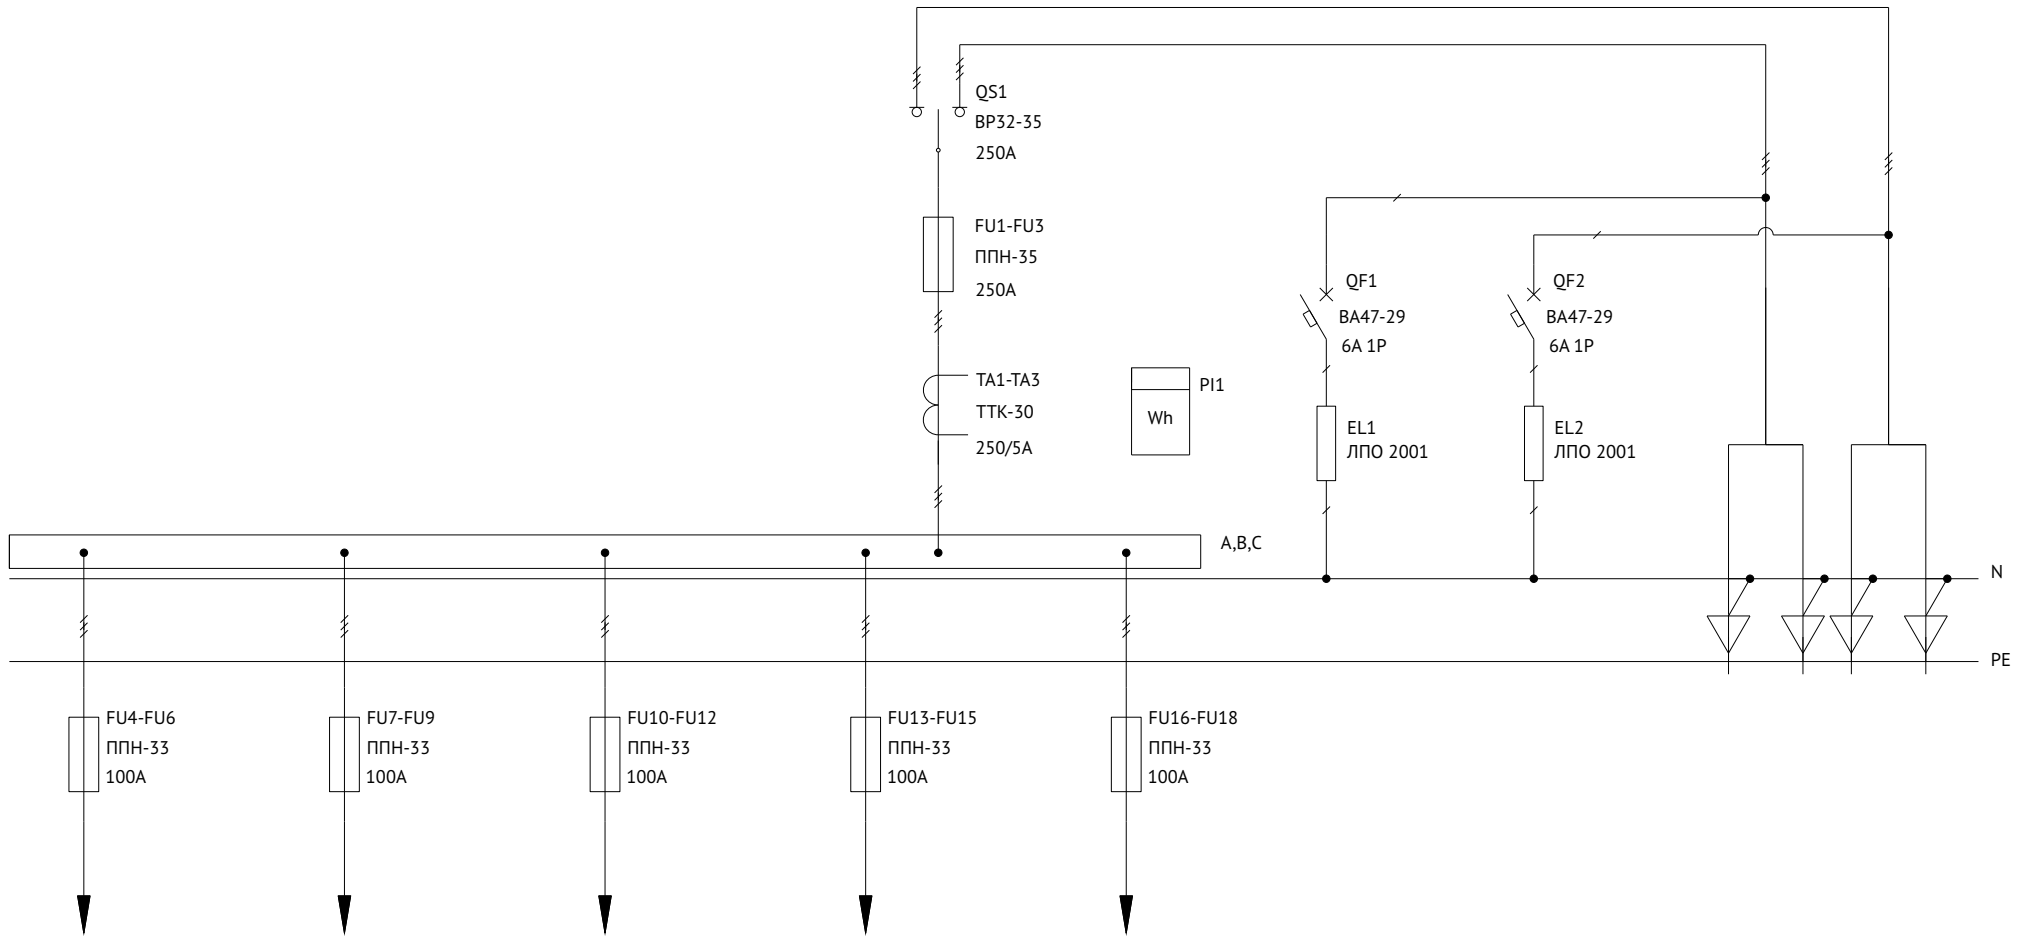 QS1
ВР32-35
250А
FU1-FU3
ППН-35
250А
QF1
ВА47-29
6А 1Р
QF2
ВА47-29
6А 1Р
TA1-TA3
ТТК-30
250/5А
PI1
Wh
EL1
ЛПО 2001
EL2
ЛПО 2001
A,B,C
N
PE
FU4-FU6
ППН-33
100А
FU7-FU9
ППН-33
100А
FU10-FU12
ППН-33
100А
FU13-FU15
ППН-33
100А
FU16-FU18
ППН-33
100А